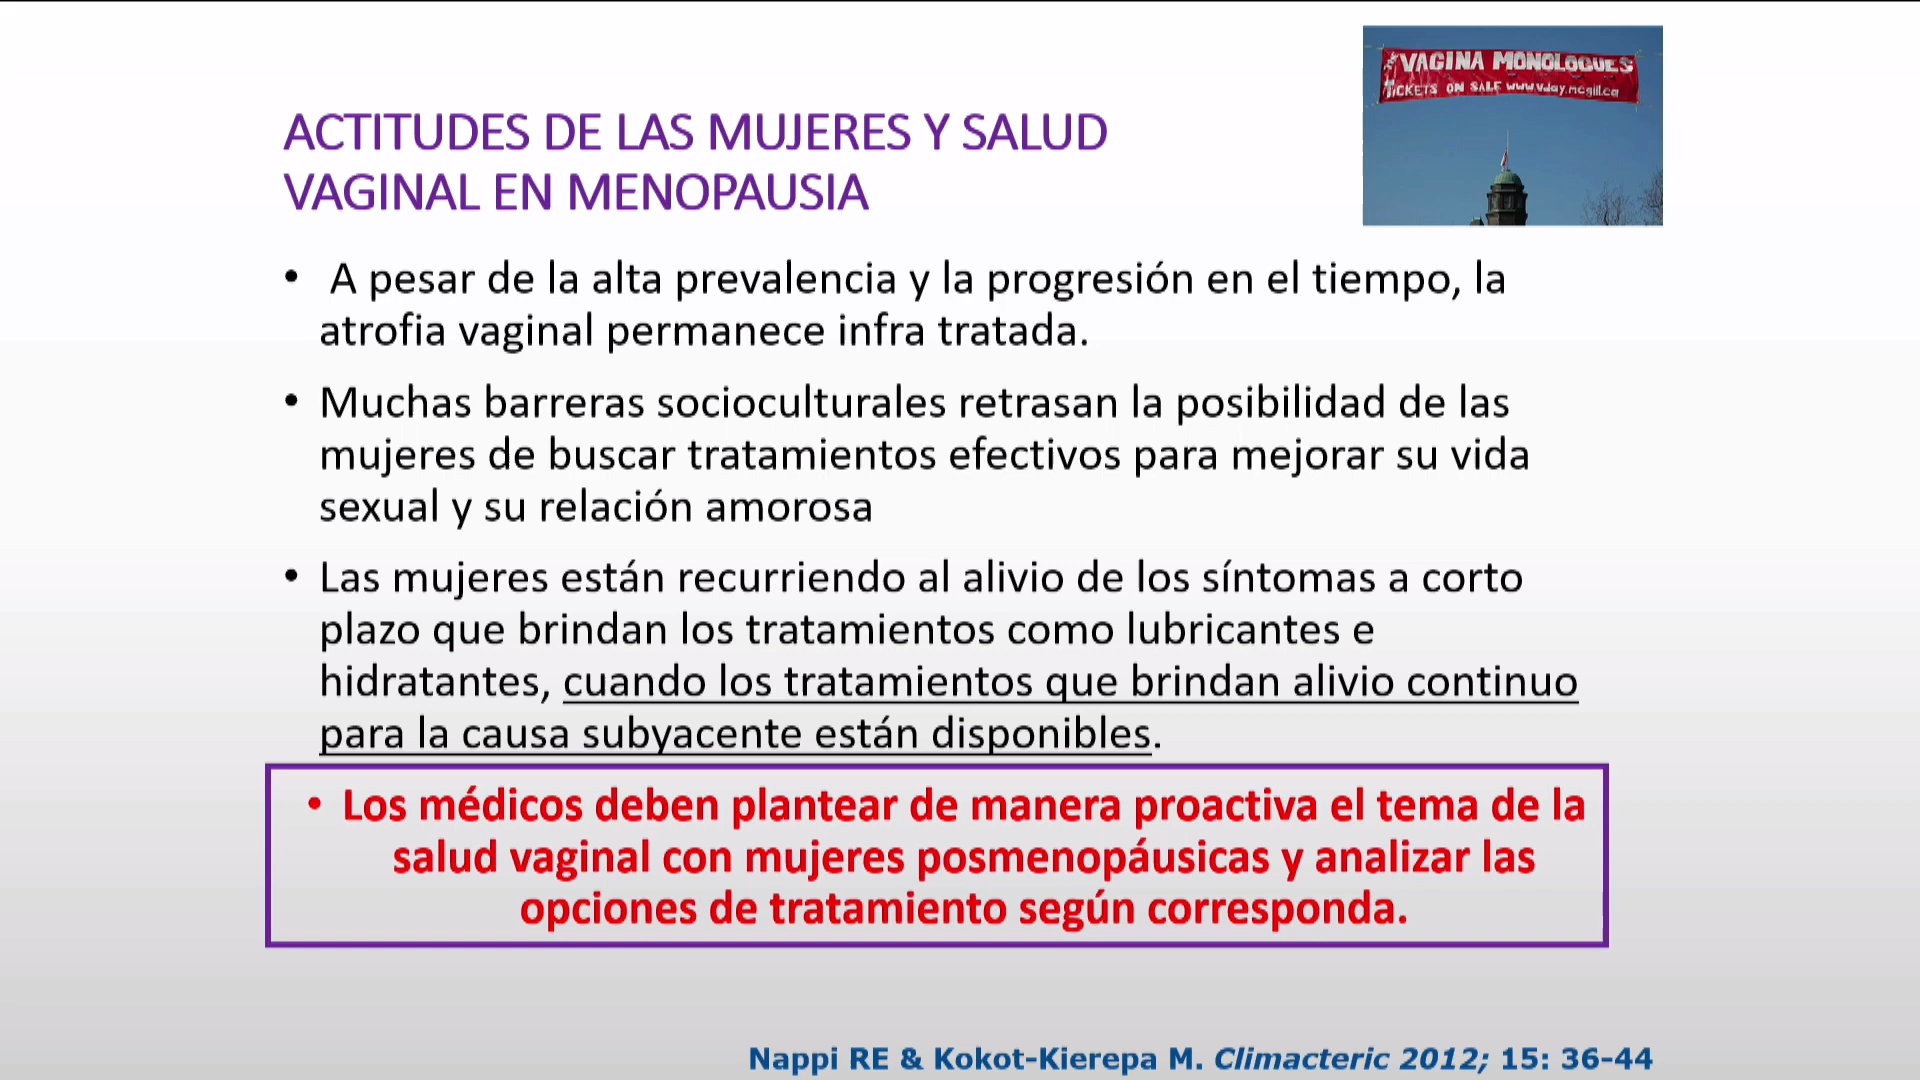 VAGINA MONOLOGUES
TICKETS ON SALE www.vday.mcgill.ca
ACTITUDES DE LAS MUJERES Y SALUD
VAGINAL EN MENOPAUSIA
• A pesar de la alta prevalencia y la progresión en el tiempo, la
atrofia vaginal permanece infra tratada.
• Muchas barreras socioculturales retrasan la posibilidad de las
mujeres de buscar tratamientos efectivos para mejorar su vida
sexual y su relación amorosa
• Las mujeres están recurriendo al alivio de los síntomas a corto
plazo que brindan los tratamientos como lubricantes e
hidratantes, cuando los tratamientos que brindan alivio continuo
para la causa subyacente están disponibles.
• Los médicos deben plantear de manera proactiva el tema de la
salud vaginal con mujeres posmenopáusicas y analizar las
opciones de tratamiento según corresponda.
Nappi RE & Kokot-Kierepa M. Climacteric 2012; 15: 36-44